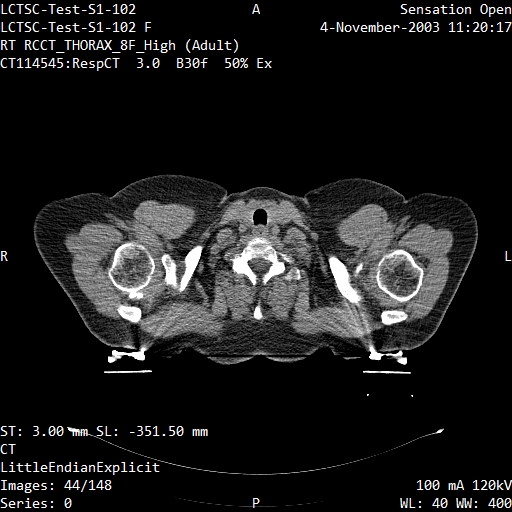 LCTSC-Test-S1-102
A
Sensation Open
LCTSC-Test-S1-102 F
4-November-2003 11:20:17
RT RCCT_THORAX_8F_High (Adult)
CT114545:RespCT 3.0 B30f 50% Ex
R
L
ST: 3.00 mm SL: -351.50 mm
CT
LittleEndianExplicit
Images: 44/148
100 mA 120kV
Series: 0
P
WL: 40 WW: 400